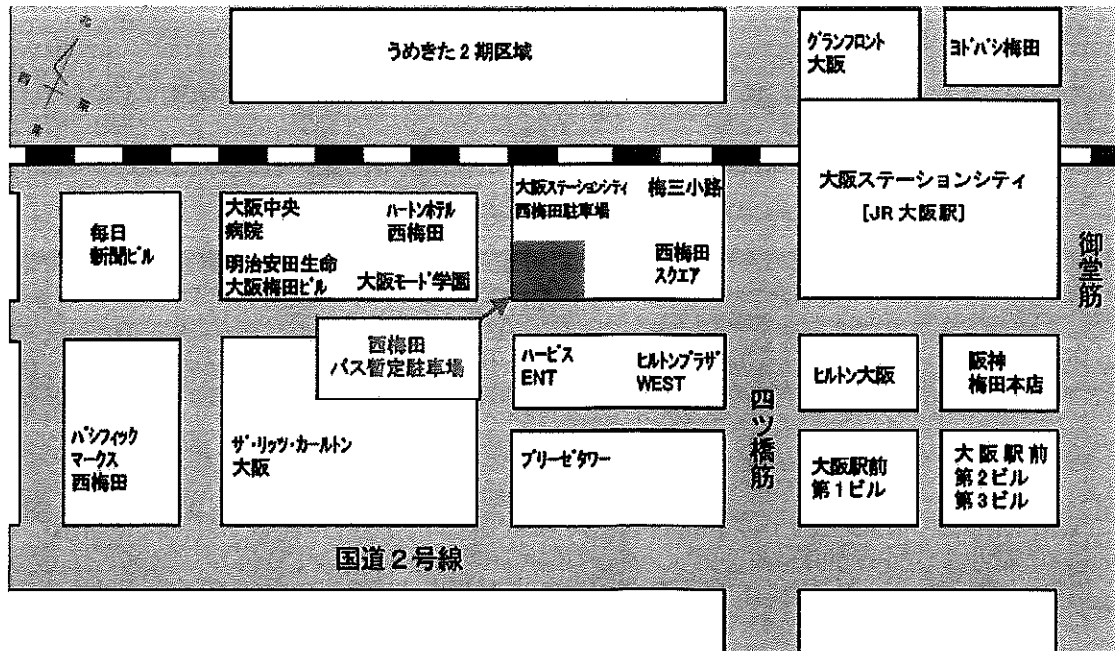 北
西
東
南
うめきた2期区域
グランフロント
大阪
ヨドバシ梅田
毎日
新聞ビル
大阪中央
病院
ハートンホテル
西梅田
明治安田生命
大阪梅田ビル
大阪モード学園
大阪ステーションシティ
西梅田駐車場
梅三小路
西梅田
スクエア
大阪ステーションシティ
[JR大阪駅]
御堂筋
西梅田
バス暫定駐車場
パシフィック
マークス
西梅田
ザ・リッツ・カールトン
大阪
ハービス
ENT
ヒルトンプラザ
WEST
ブリーゼタワー
四ツ橋筋
ヒルトン大阪
阪神
梅田本店
大阪駅前
第1ビル
大阪駅前
第2ビル
第3ビル
国道2号線